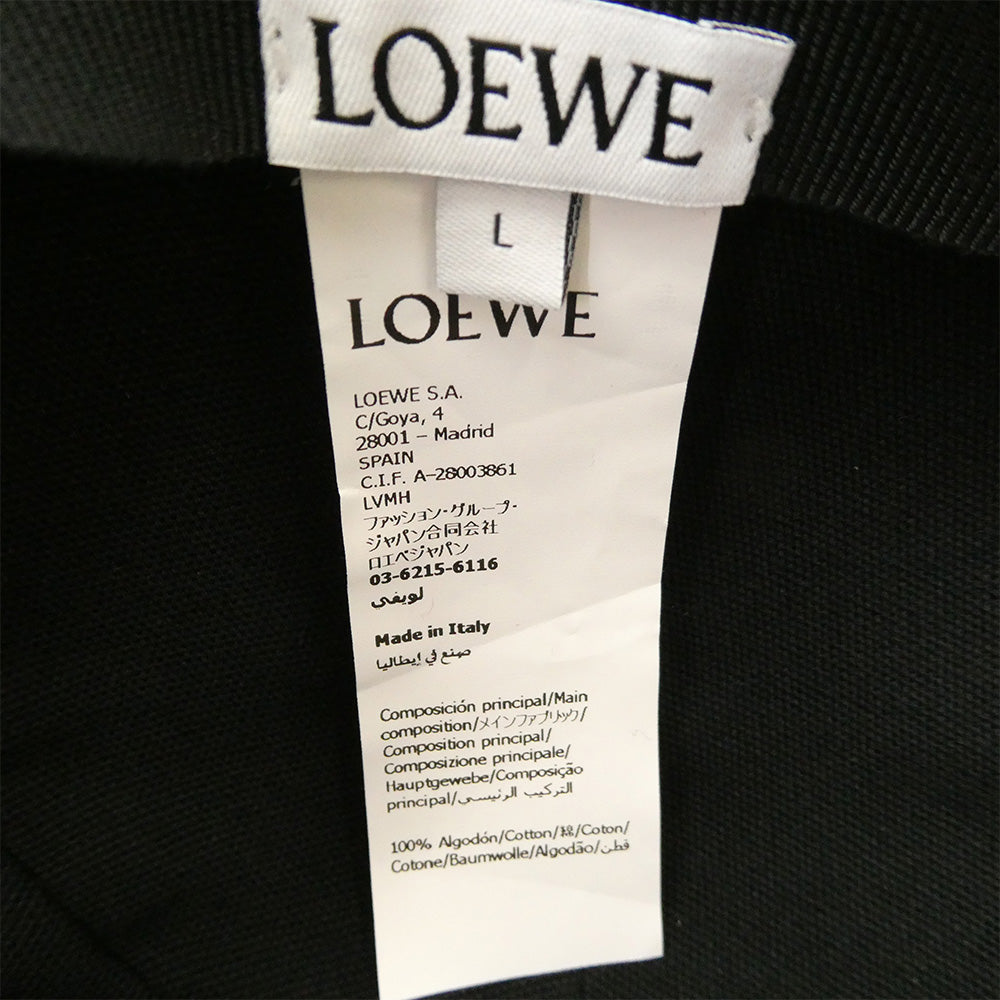 LOEWE
L
LOEWE
LOEWE S.A.
C/Goya, 4
28001 – Madrid
SPAIN
C.I.F. A-28003861
LVMH
ファッション・グループ・
ジャパン合同会社
ロエベジャパン
03-6215-6116
لويفي
Made in Italy
صنع في إيطاليا
Composición principal/Main
composition/メインファブリック/
Composition principal/
Composizione principale/
Hauptgewebe/Composição
principal/التركيب الرئيسي
100% Algodón/Cotton/綿/Coton/
Cotone/Baumwolle/Algodão/قطن